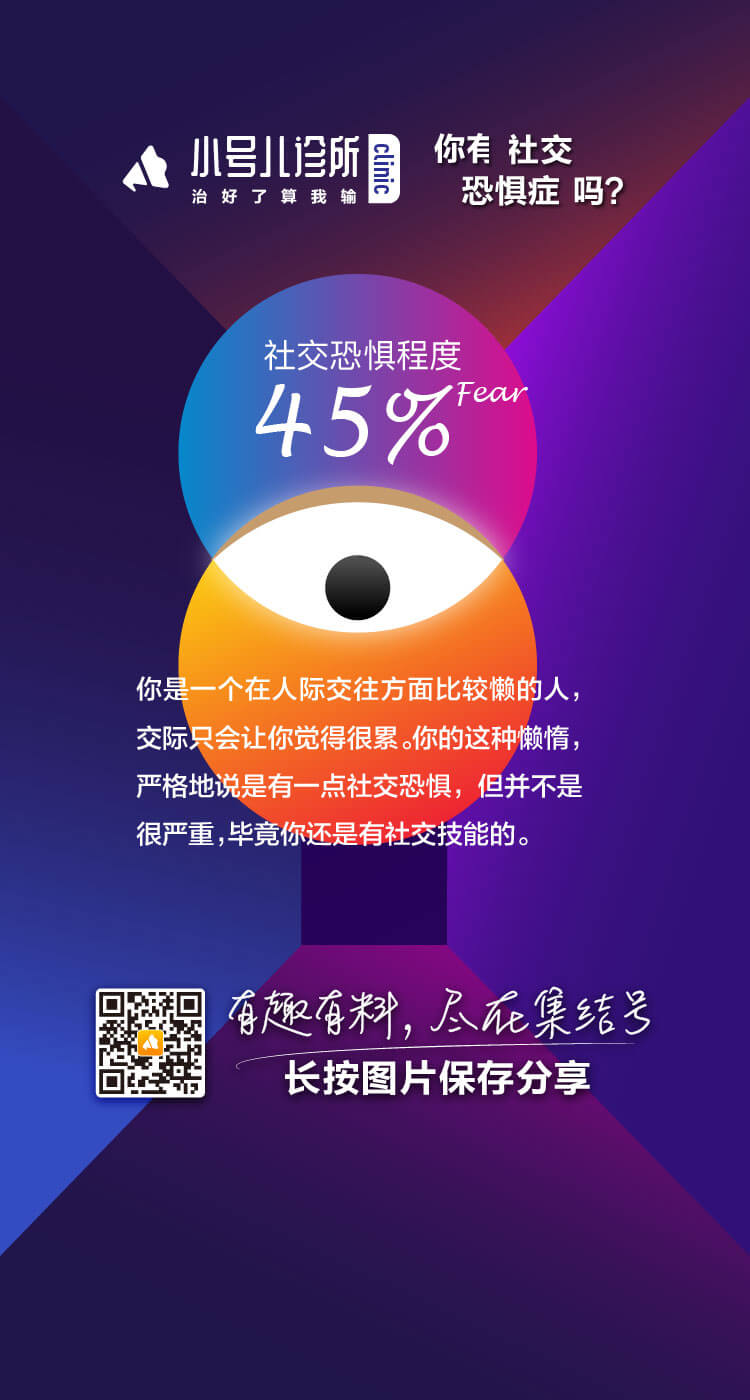 小号儿诊所
clinic
治好了算我输
你有 社交
恐惧症 吗？
社交恐惧程度
45%
Fear
你是一个在人际交往方面比较懒的人，
交际只会让你觉得很累。你的这种懒惰，
严格地说是有一点社交恐惧，但并不是
很严重，毕竟你还是有社交技能的。
有趣有料，尽在集结号
长按图片保存分享